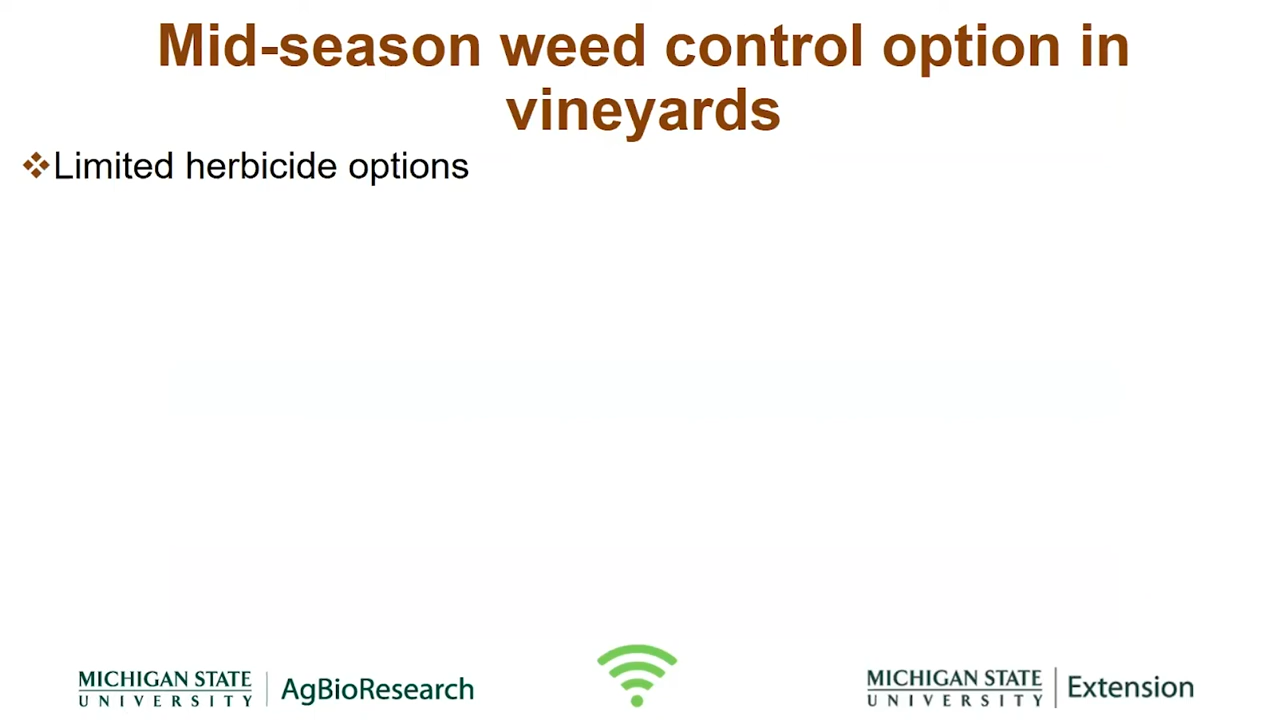 Mid-season weed control option in
vineyards
❖Limited herbicide options
MICHIGAN STATE
UNIVERSITY
AgBioResearch
MICHIGAN STATE
UNIVERSITY
Extension